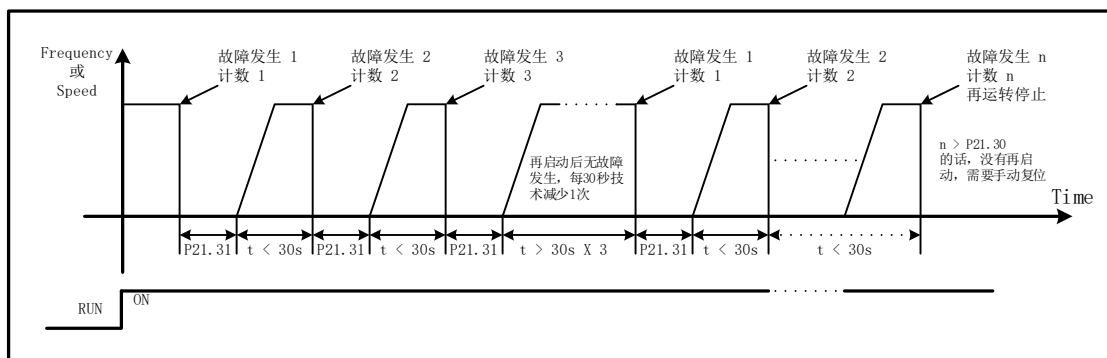 Frequency
或
Speed
故障发生 1
计数 1
故障发生 2
计数 2
故障发生 3
计数 3
故障发生 1
计数 1
故障发生 2
计数 2
故障发生 n
计数 n
再运转停止
再启动后无故障
发生，每30秒技
术减少1次
n > P21.30
的话，没有再启
动，需要手动复位
Time
P21.31
t < 30s
P21.31
t < 30s
P21.31
t > 30s X 3
P21.31
t < 30s
t < 30s
RUN
ON